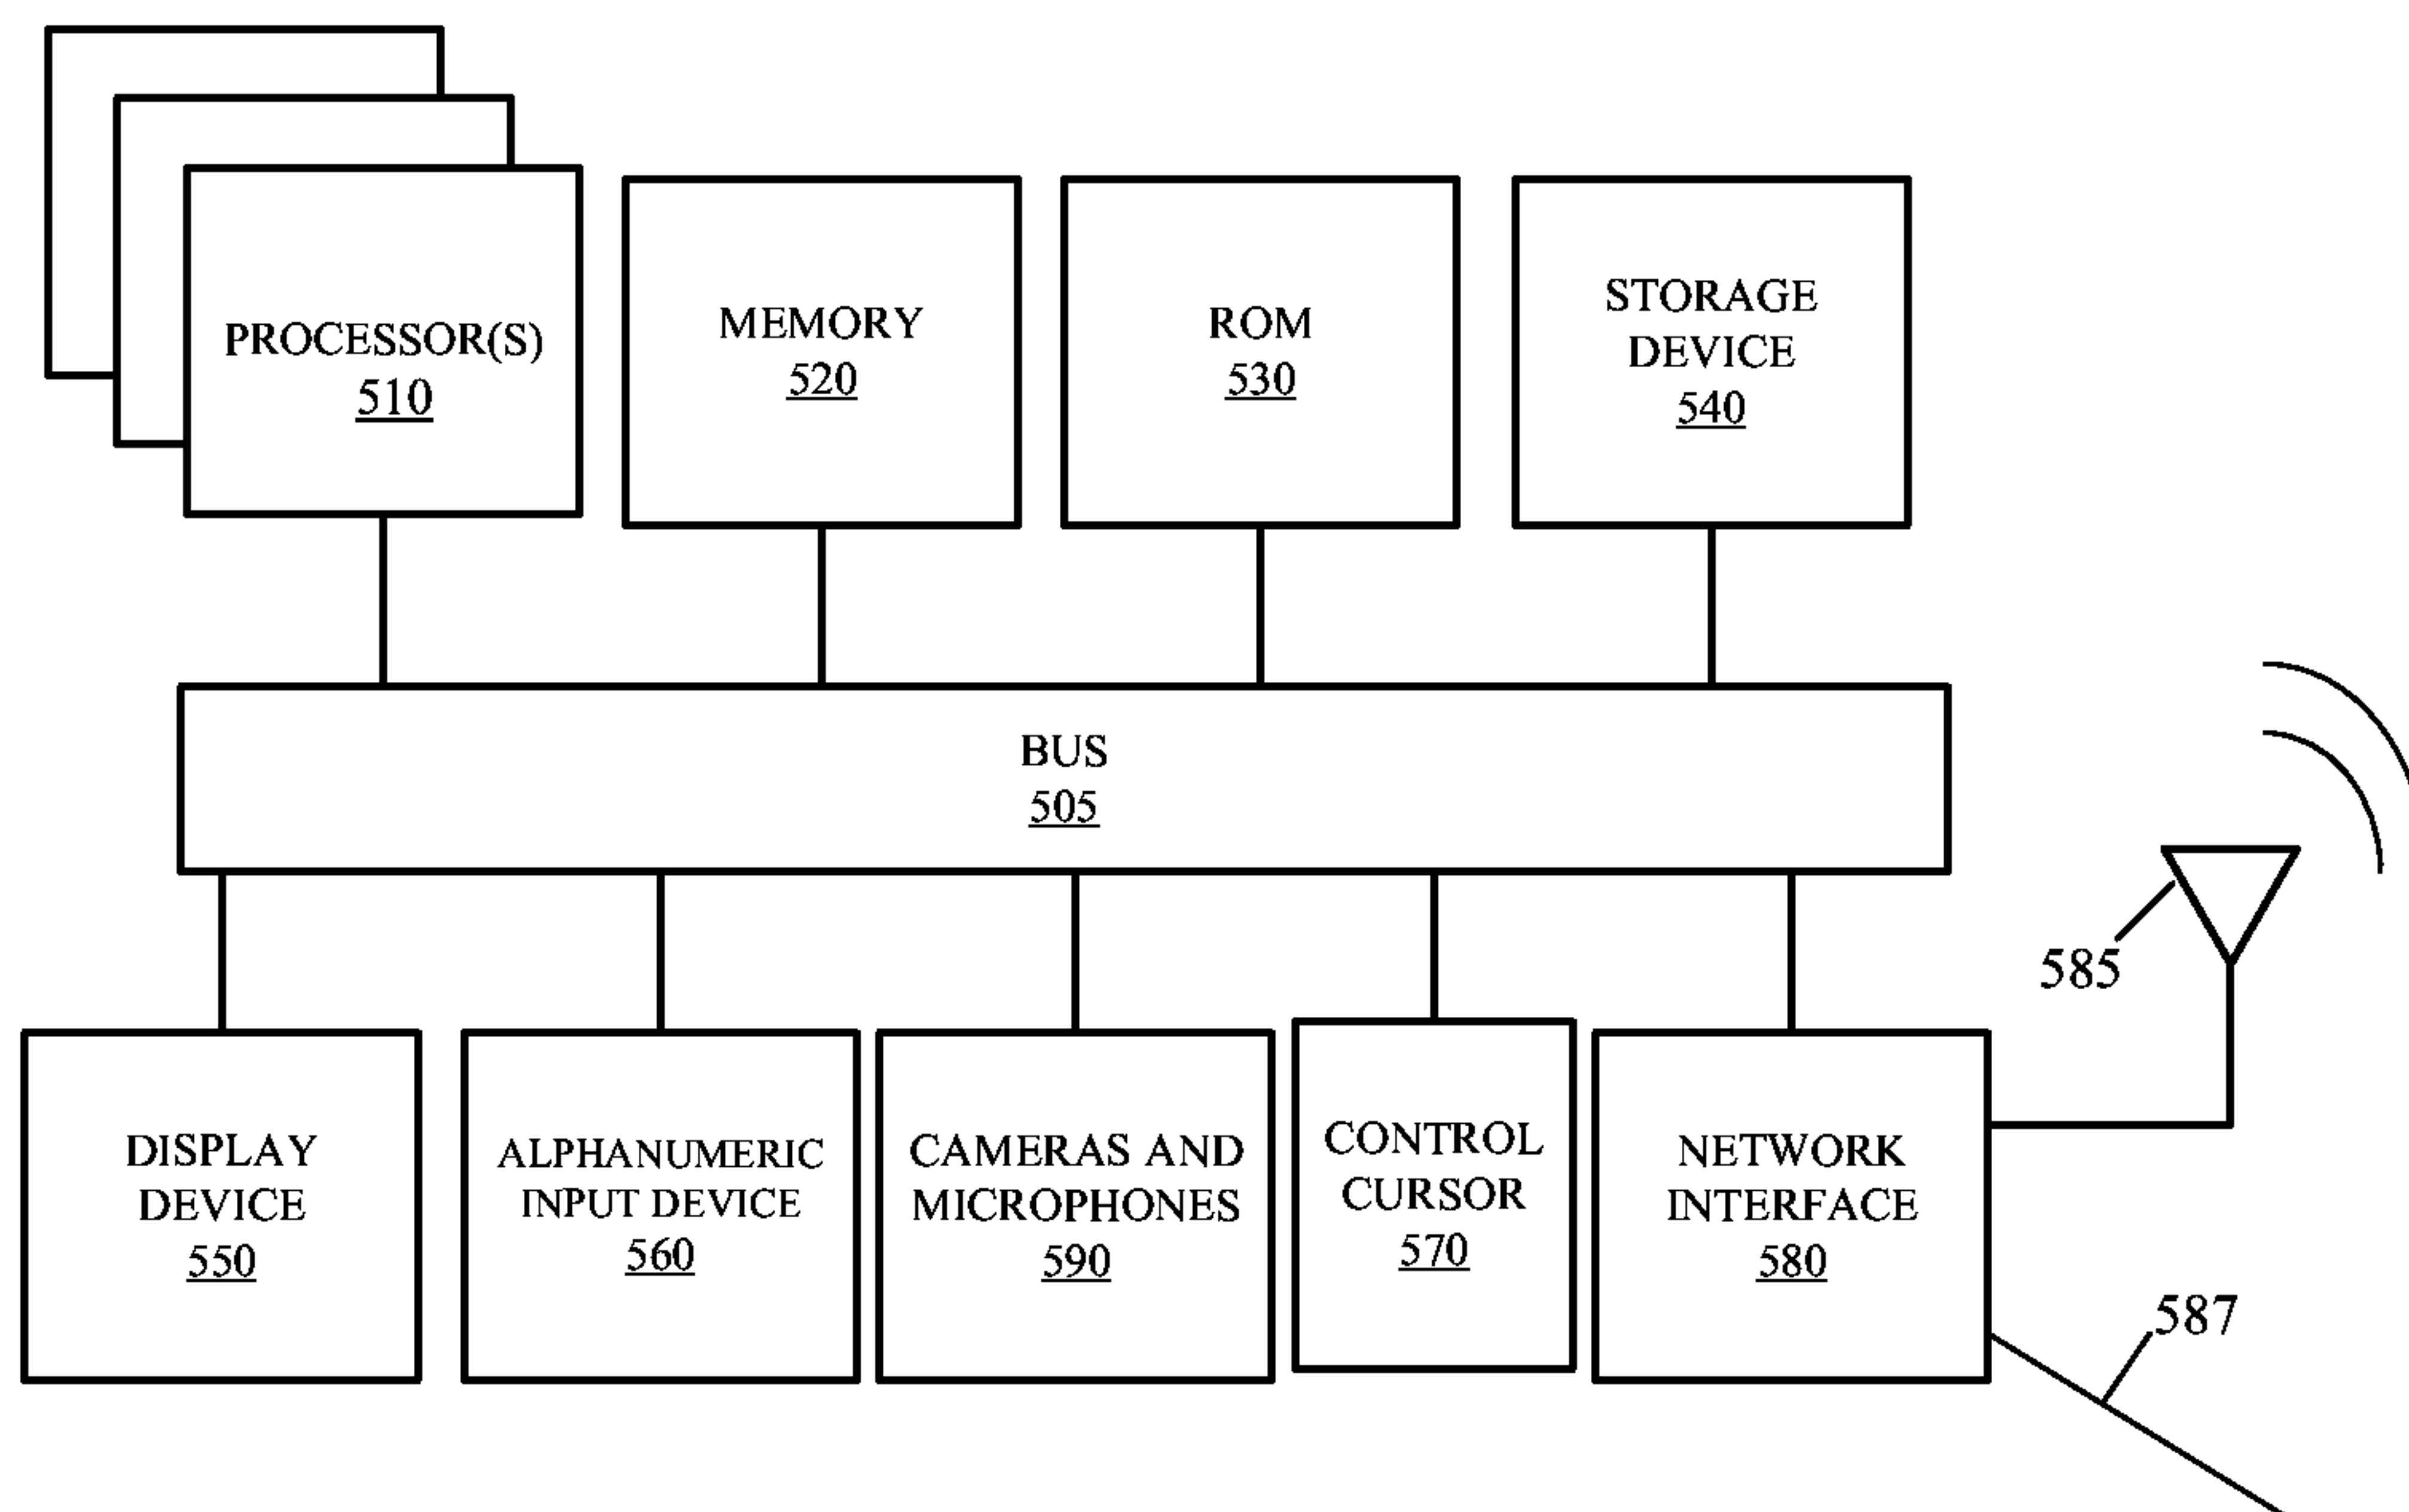 PROCESSOR(S)
510
MEMORY
520
ROM
530
STORAGE
DEVICE
540
BUS
505
585
DISPLAY
DEVICE
550
ALPHANUMERIC
INPUT DEVICE
560
CAMERAS AND
MICROPHONES
590
CONTROL
CURSOR
570
NETWORK
INTERFACE
580
587